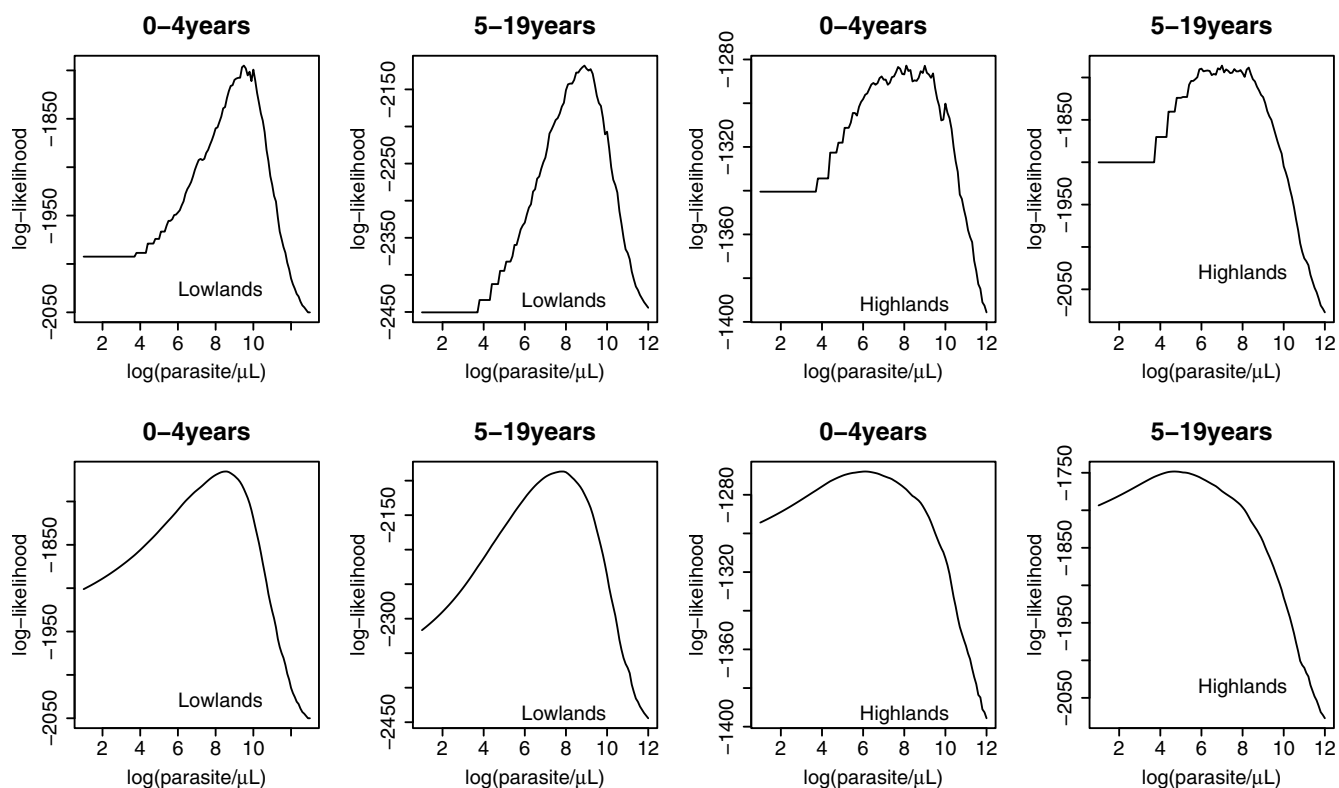 0−4years
5−19years
0−4years
5−19years
log−likelihood
−2050 −1950 −1850
Lowlands
2 4 6 8 10
log(parasite/μL)
log−likelihood
−2450 −2350 −2250 −2150
Lowlands
2 4 6 8 10 12
log(parasite/μL)
log−likelihood
−1400 −1360 −1320 −1280
Highlands
2 4 6 8 10 12
log(parasite/μL)
log−likelihood
−2050 −1950 −1850
Highlands
2 4 6 8 10 12
log(parasite/μL)
0−4years
5−19years
0−4years
5−19years
log−likelihood
−2050 −1950 −1850
Lowlands
2 4 6 8 10
log(parasite/μL)
log−likelihood
−2450 −2300 −2150
Lowlands
2 4 6 8 10 12
log(parasite/μL)
log−likelihood
−1400 −1360 −1320 −1280
Highlands
2 4 6 8 10 12
log(parasite/μL)
log−likelihood
−2050 −1950 −1850 −1750
Highlands
2 4 6 8 10 12
log(parasite/μL)